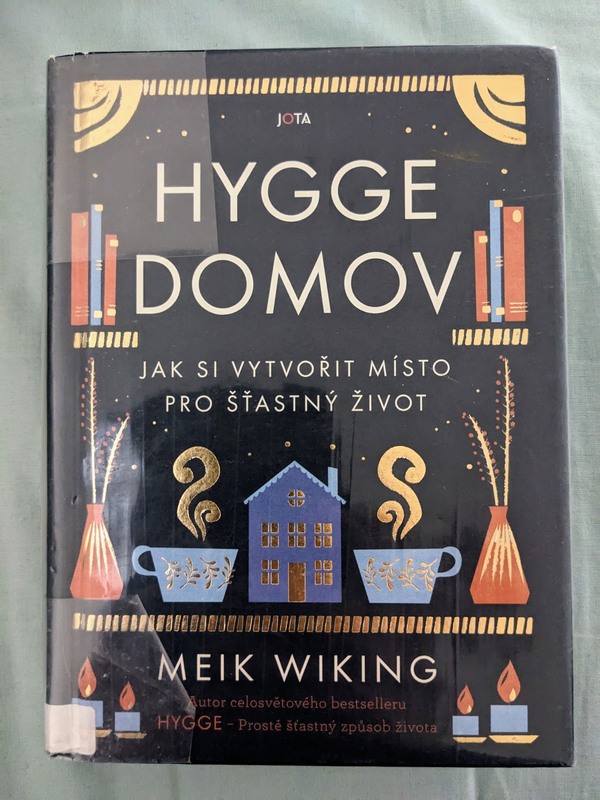 JOTA
HYGGE
DOMOV
JAK SI VYTVOŘIT MÍSTO
PRO ŠŤASTNÝ ŽIVOT
MEIK WIKING
Autor celosvětového bestselleru
HYGGE – Prostě šťastný způsob života